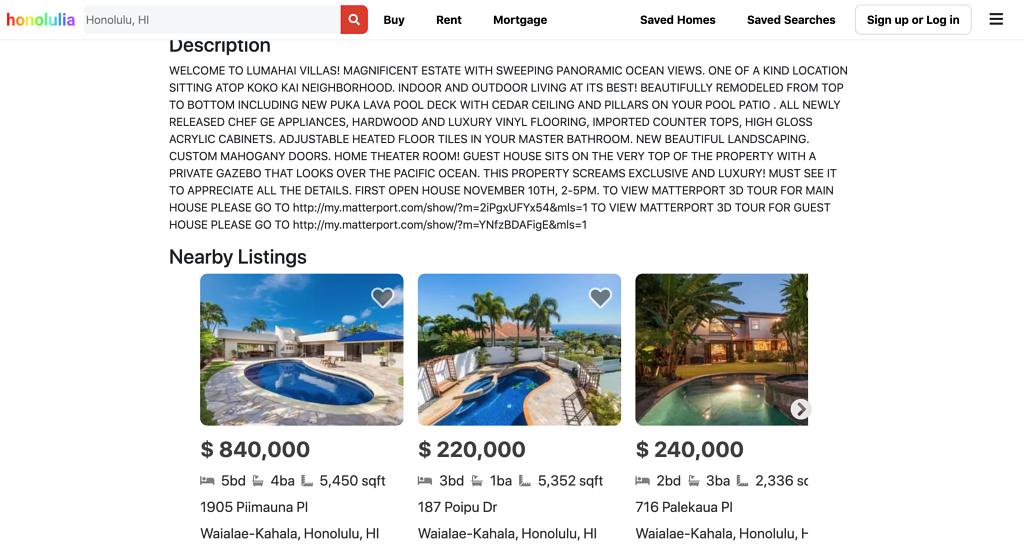 honolulia
Honolulu, HI
Buy
Rent
Mortgage
Saved Homes
Saved Searches
Sign up or Log in
Description
WELCOME TO LUMAHAI VILLAS! MAGNIFICENT ESTATE WITH SWEEPING PANORAMIC OCEAN VIEWS. ONE OF A KIND LOCATION
SITTING ATOP KOKO KAI NEIGHBORHOOD. INDOOR AND OUTDOOR LIVING AT ITS BEST! BEAUTIFULLY REMODELED FROM TOP
TO BOTTOM INCLUDING NEW PUKA LAVA POOL DECK WITH CEDAR CEILING AND PILLARS ON YOUR POOL PATIO . ALL NEWLY
RELEASED CHEF GE APPLIANCES, HARDWOOD AND LUXURY VINYL FLOORING, IMPORTED COUNTER TOPS, HIGH GLOSS
ACRYLIC CABINETS. ADJUSTABLE HEATED FLOOR TILES IN YOUR MASTER BATHROOM. NEW BEAUTIFUL LANDSCAPING.
CUSTOM MAHOGANY DOORS. HOME THEATER ROOM! GUEST HOUSE SITS ON THE VERY TOP OF THE PROPERTY WITH A
PRIVATE GAZEBO THAT LOOKS OVER THE PACIFIC OCEAN. THIS PROPERTY SCREAMS EXCLUSIVE AND LUXURY! MUST SEE IT
TO APPRECIATE ALL THE DETAILS. FIRST OPEN HOUSE NOVEMBER 10TH, 2-5PM. TO VIEW MATTERPORT 3D TOUR FOR MAIN
HOUSE PLEASE GO TO http://my.matterport.com/show/?m=2iPgxUFYx54&mls=1 TO VIEW MATTERPORT 3D TOUR FOR GUEST
HOUSE PLEASE GO TO http://my.matterport.com/show/?m=YNfzBDAFigE&mls=1
Nearby Listings
$ 840,000
5bd 4ba 5,450 sqft
1905 Piimauna Pl
Waialae-Kahala, Honolulu, HI
$ 220,000
3bd 1ba 5,352 sqft
187 Poipu Dr
Waialae-Kahala, Honolulu, HI
$ 240,000
2bd 3ba 2,336
716 Palekaua Pl
Waialae-Kahala, Honolulu,